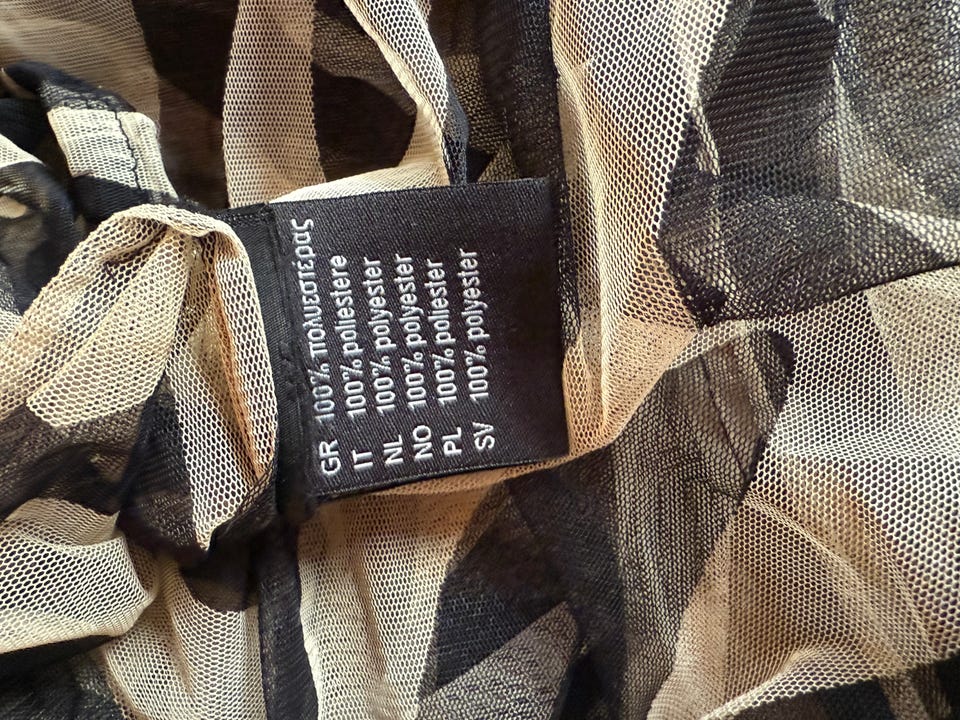 GR 100% πολυεστέρας
IT 100% poliestere
NL 100% polyester
NO 100% polyester
PL 100% poliester
SV 100% polyester